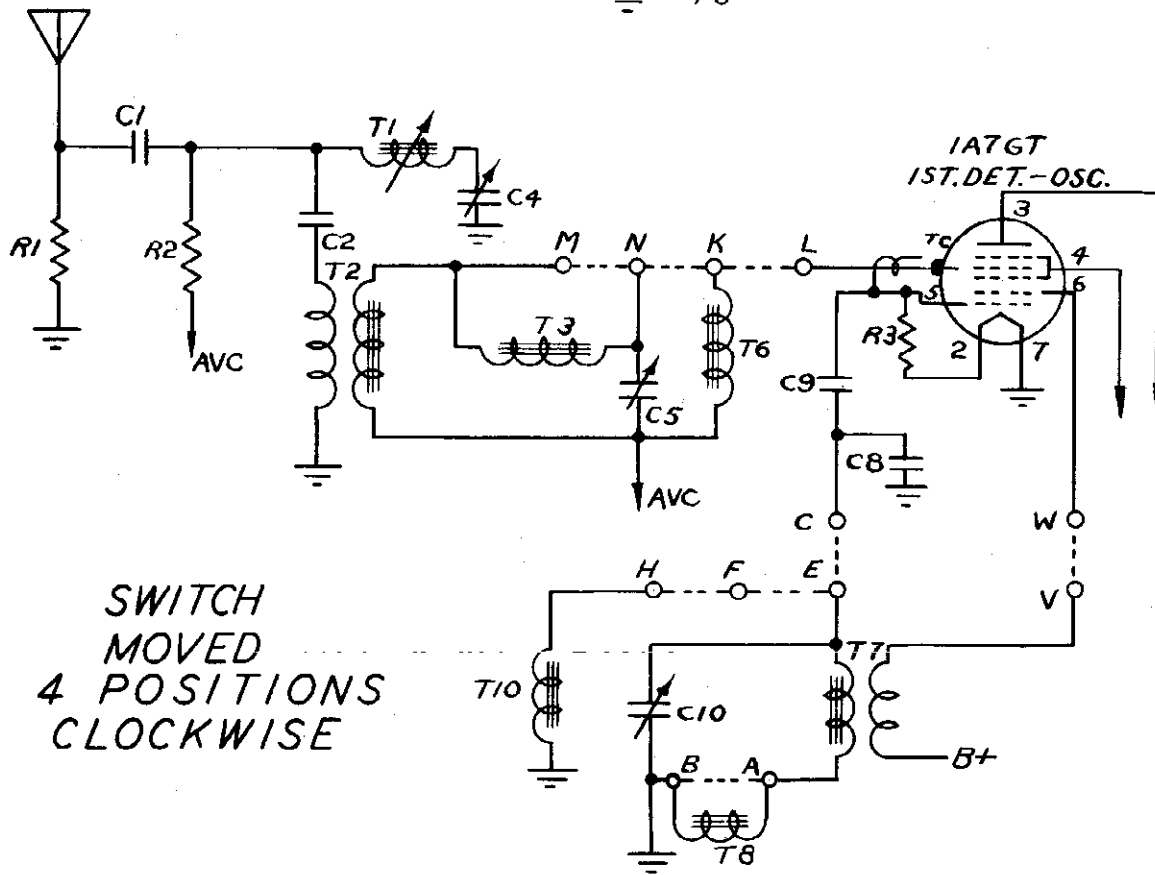 C1
T1
C4
R1
R2
C2
AVC
T2
T3
M
N
K
L
C5
T6
AVC
1A7GT
1ST. DET.-OSC.
3
TC
4
5
6
R3
2
7
C9
C8
C
W
H
F
E
V
T10
C10
T7
B+
B
A
T8
SWITCH
MOVED
4 POSITIONS
CLOCKWISE